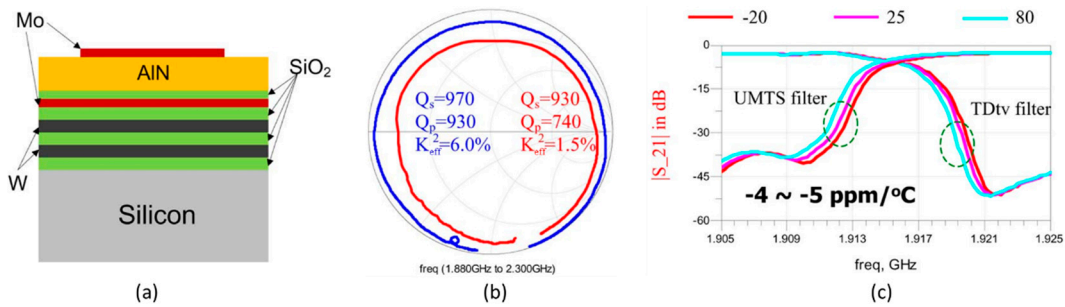 Mo
AlN
SiO2
W
Silicon
(a)
Qs=970
Qp=930
K²eff=6.0%
Qs=930
Qp=740
K²eff=1.5%
freq (1.880GHz to 2.300GHz)
(b)
-20
25
80
|S_21| in dB
0
-15
-30
-45
-60
UMTS filter
TDtv filter
-4 ~ -5 ppm/°C
1.905
1.909
1.913
1.917
1.921
1.925
freq, GHz
(c)